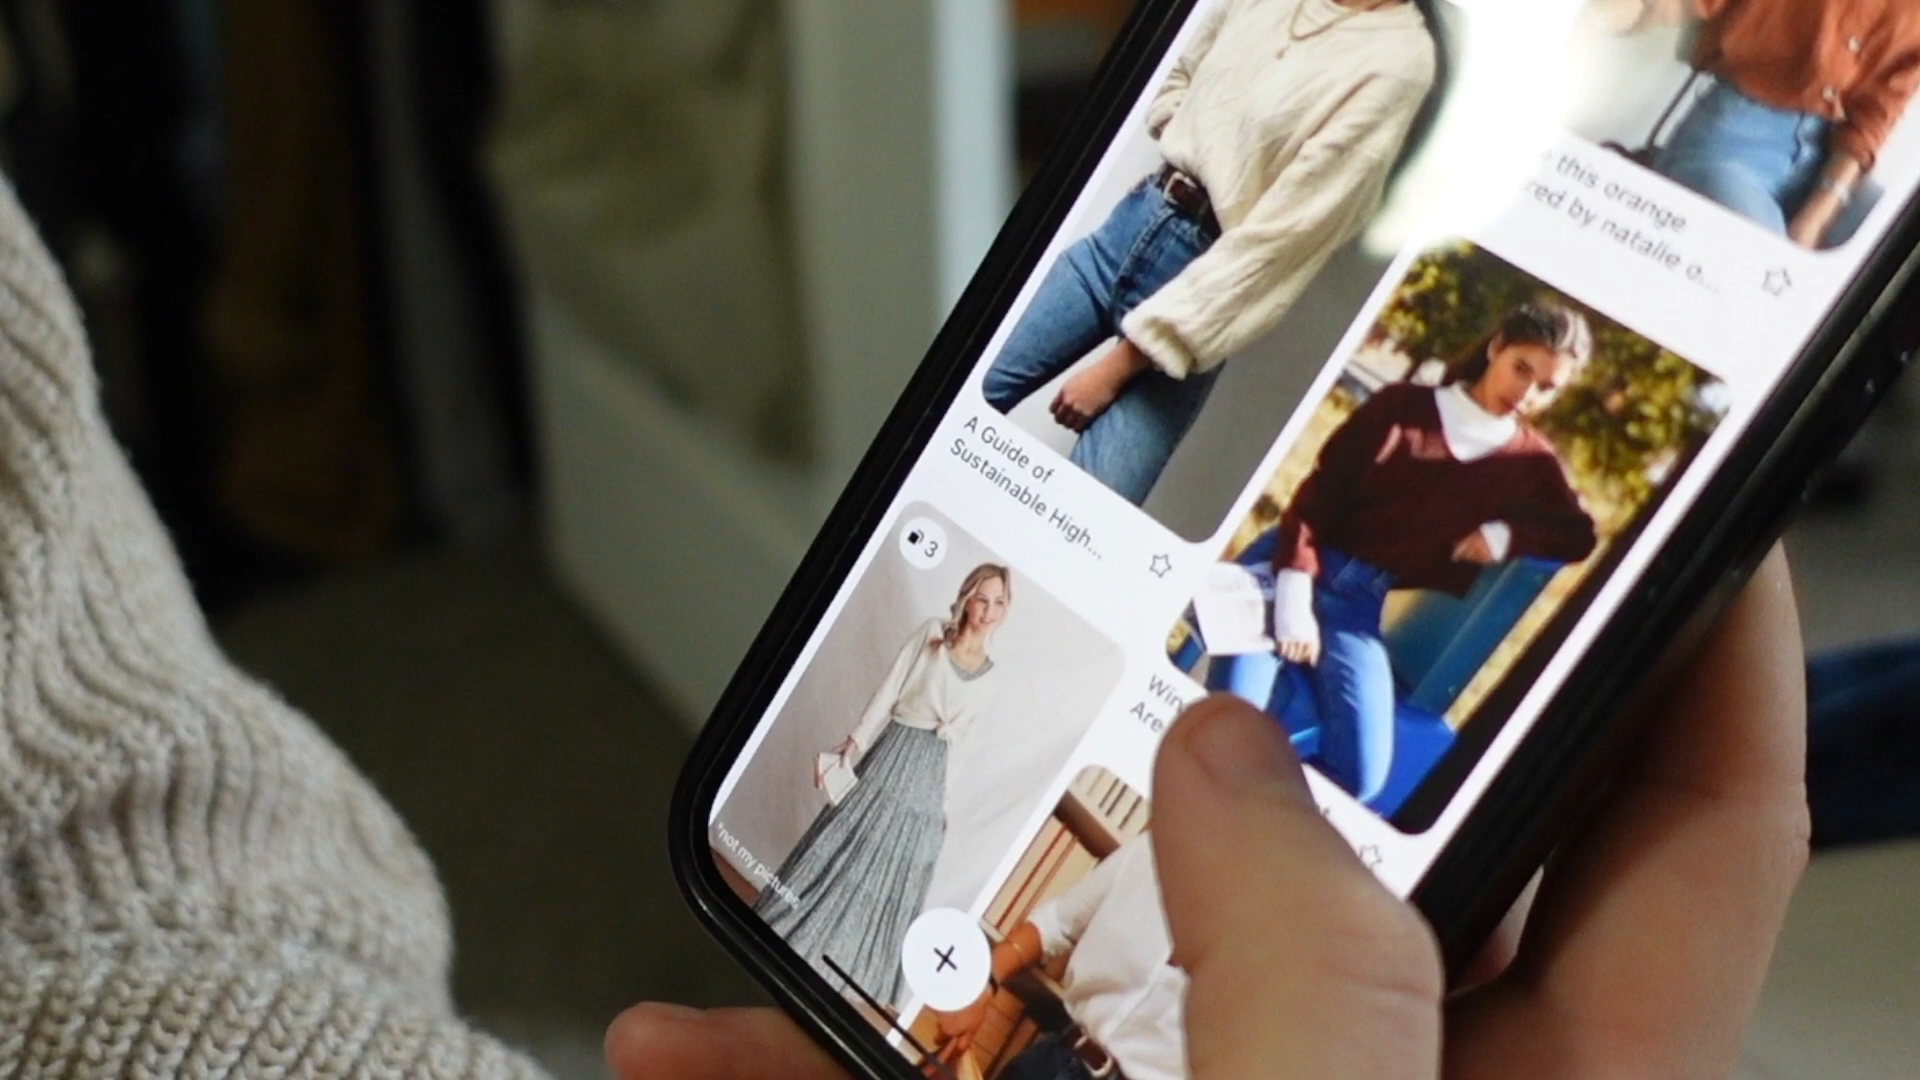 this orange
red by natalie o...
A Guide of
Sustainable High...
3
Win
Are
*not my pictures